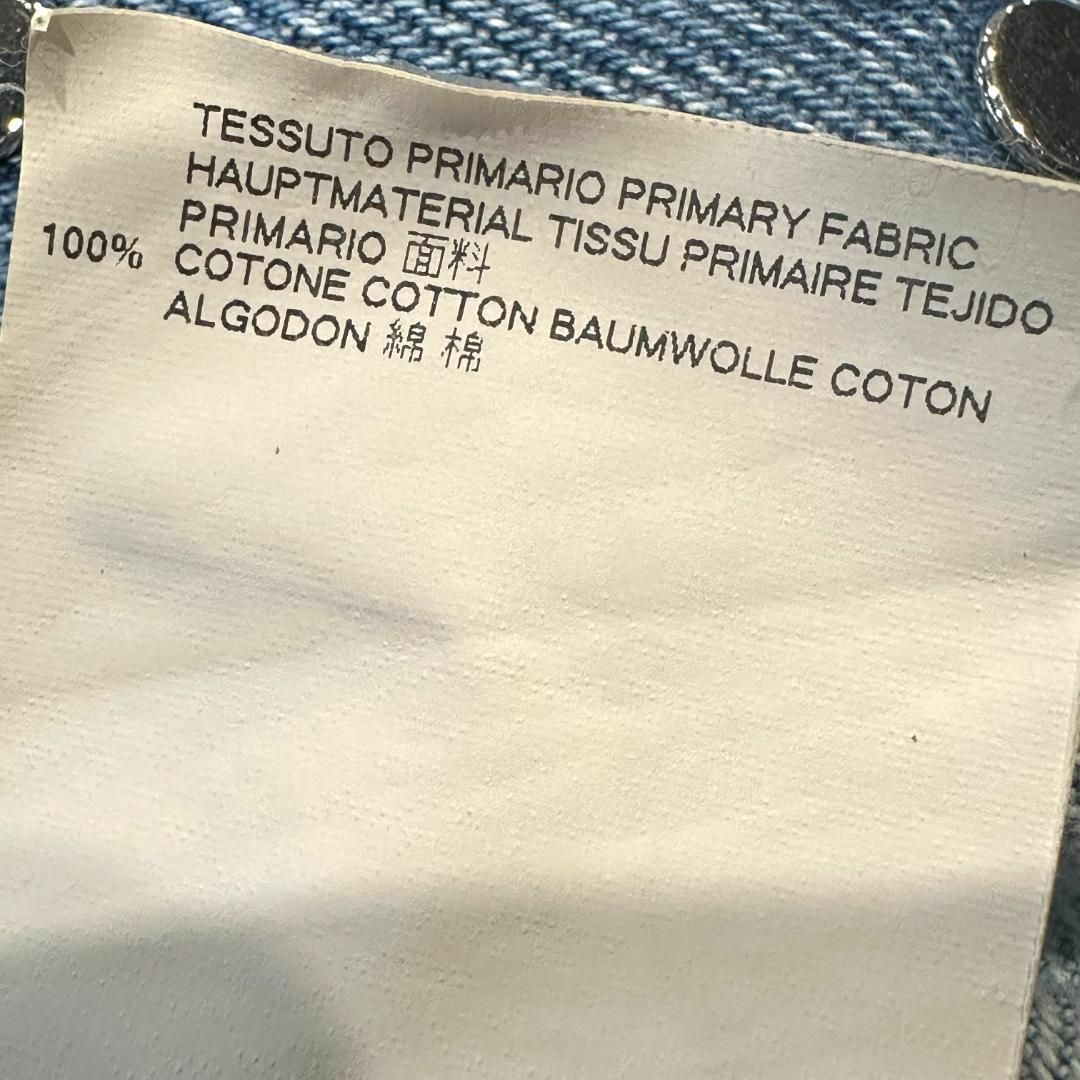 TESSUTO PRIMARIO PRIMARY FABRIC
HAUPTMATERIAL TISSU PRIMAIRE TEJIDO
PRIMARIO 面料
100% COTONE COTTON BAUMWOLLE COTON
ALGODON 綿 棉